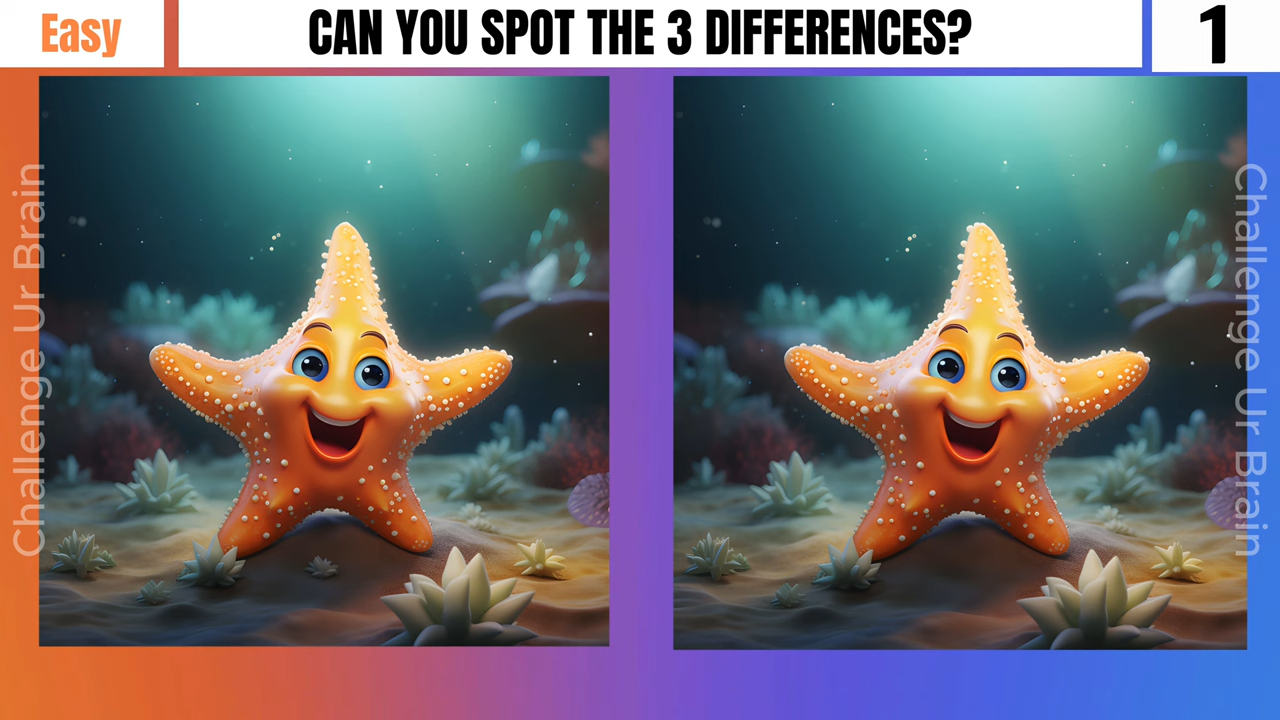 Easy
CAN YOU SPOT THE 3 DIFFERENCES?
1
Challenge Ur Brain
Challenge Ur Brain